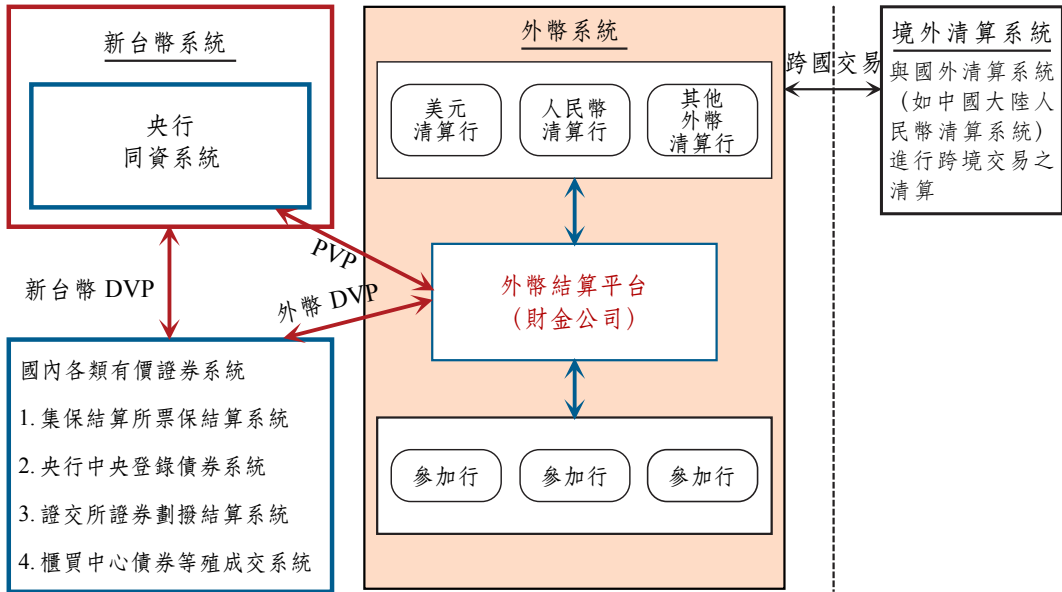 新台幣系統
央行
同資系統
新台幣 DVP
PVP
外幣 DVP
國內各類有價證券系統
1. 集保結算所票保結算系統
2. 央行中央登錄債券系統
3. 證交所證券劃撥結算系統
4. 櫃買中心債券等殖成交系統
外幣系統
美元
清算行
人民幣
清算行
其他
外幣
清算行
外幣結算平台
（財金公司）
參加行
參加行
參加行
跨國交易
境外清算系統
與國外清算系統
（如中國大陸人
民幣清算系統）
進行跨境交易之
清算